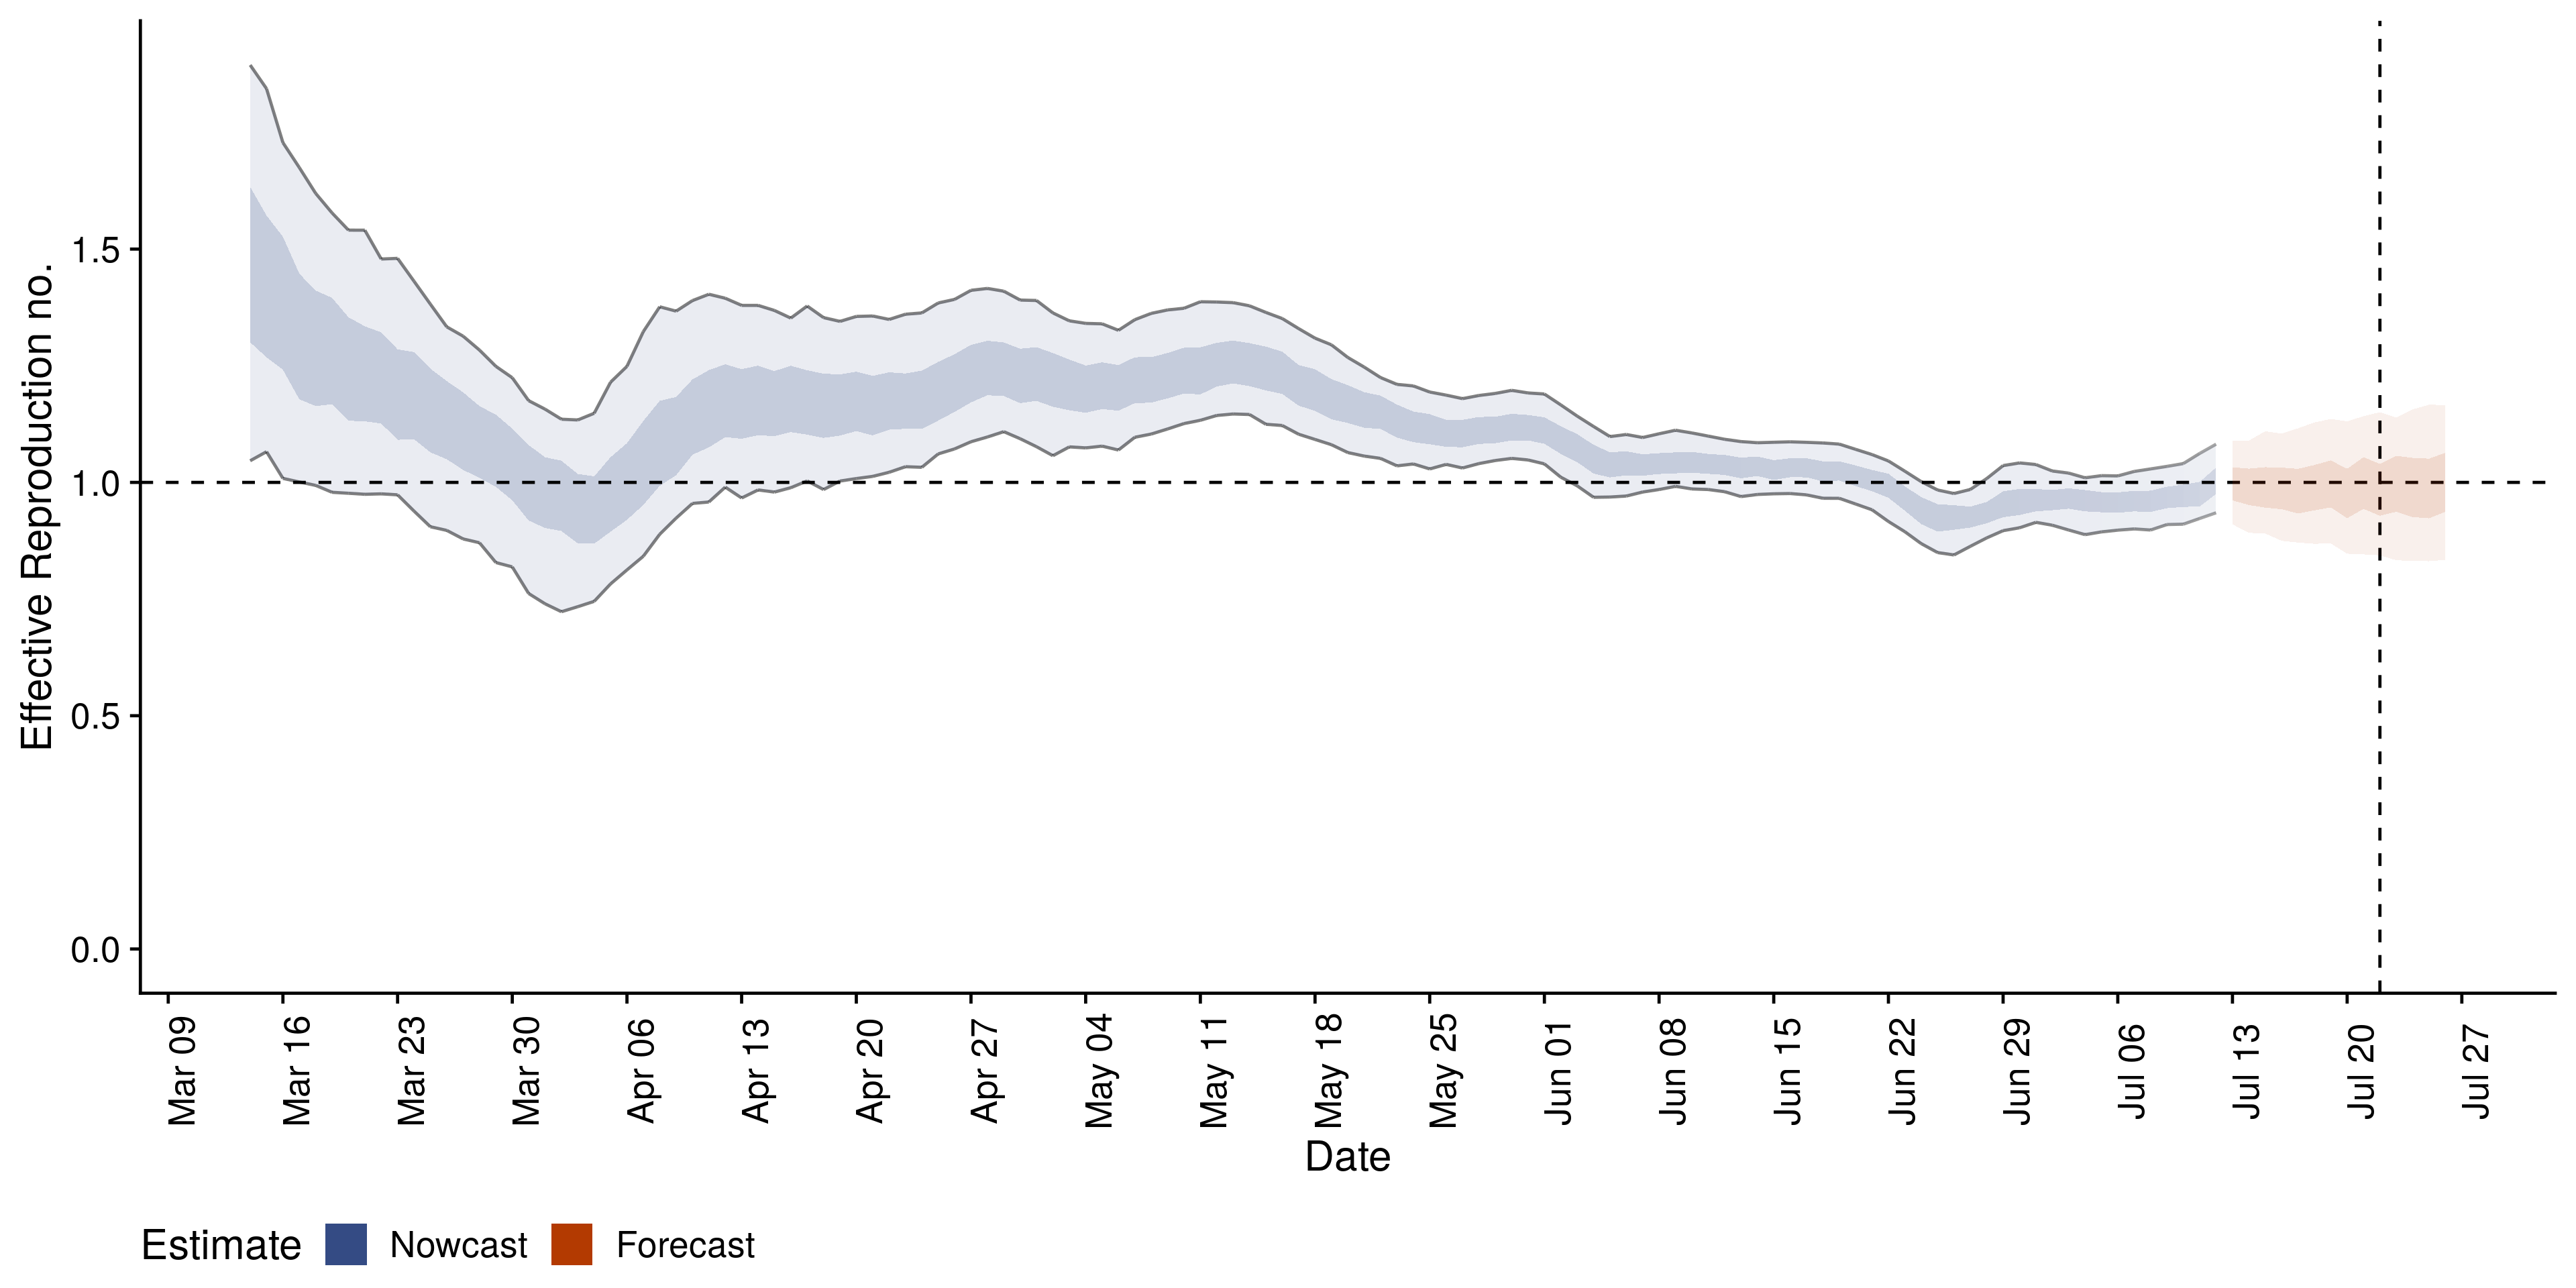 Effective Reproduction no.
1.5
1.0
0.5
0.0
Mar 09
Mar 16
Mar 23
Mar 30
Apr 06
Apr 13
Apr 20
Apr 27
May 04
May 11
May 18
May 25
Jun 01
Jun 08
Jun 15
Jun 22
Jun 29
Jul 06
Jul 13
Jul 20
Jul 27
Date
Estimate Nowcast Forecast